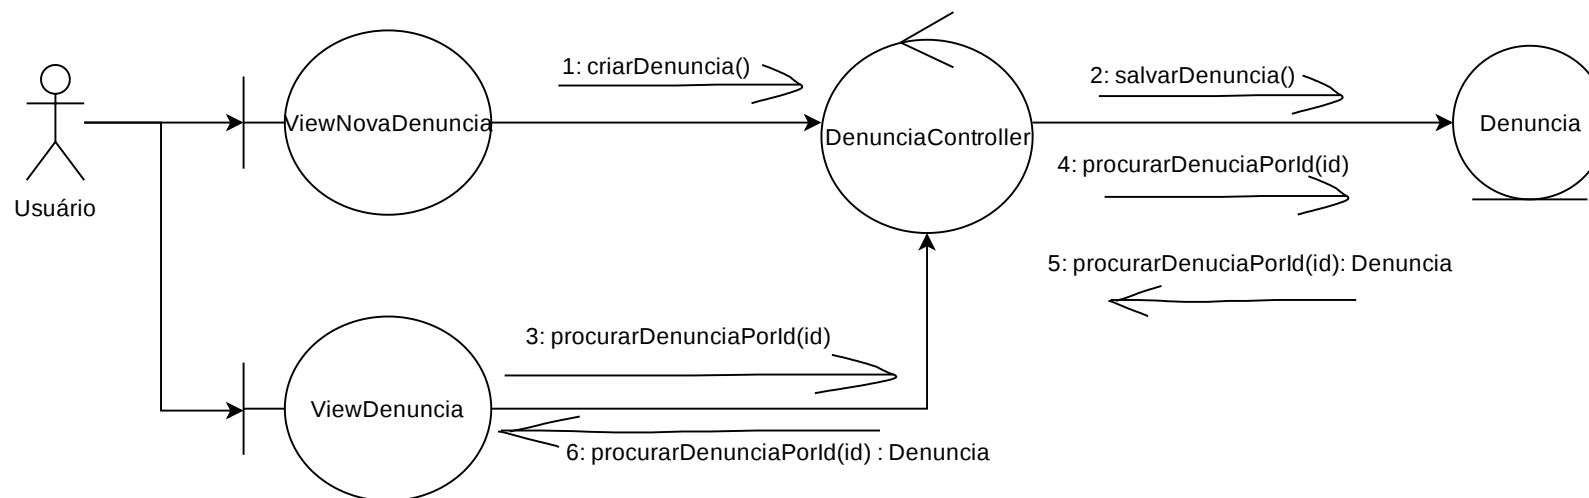 1: criarDenuncia()
2: salvarDenuncia()
ViewNovaDenuncia
DenunciaController
Denuncia
4: procurarDenuciaPorId(id)
Usuário
5: procurarDenuciaPorId(id): Denuncia
3: procurarDenunciaPorId(id)
ViewDenuncia
6: procurarDenunciaPorId(id) : Denuncia